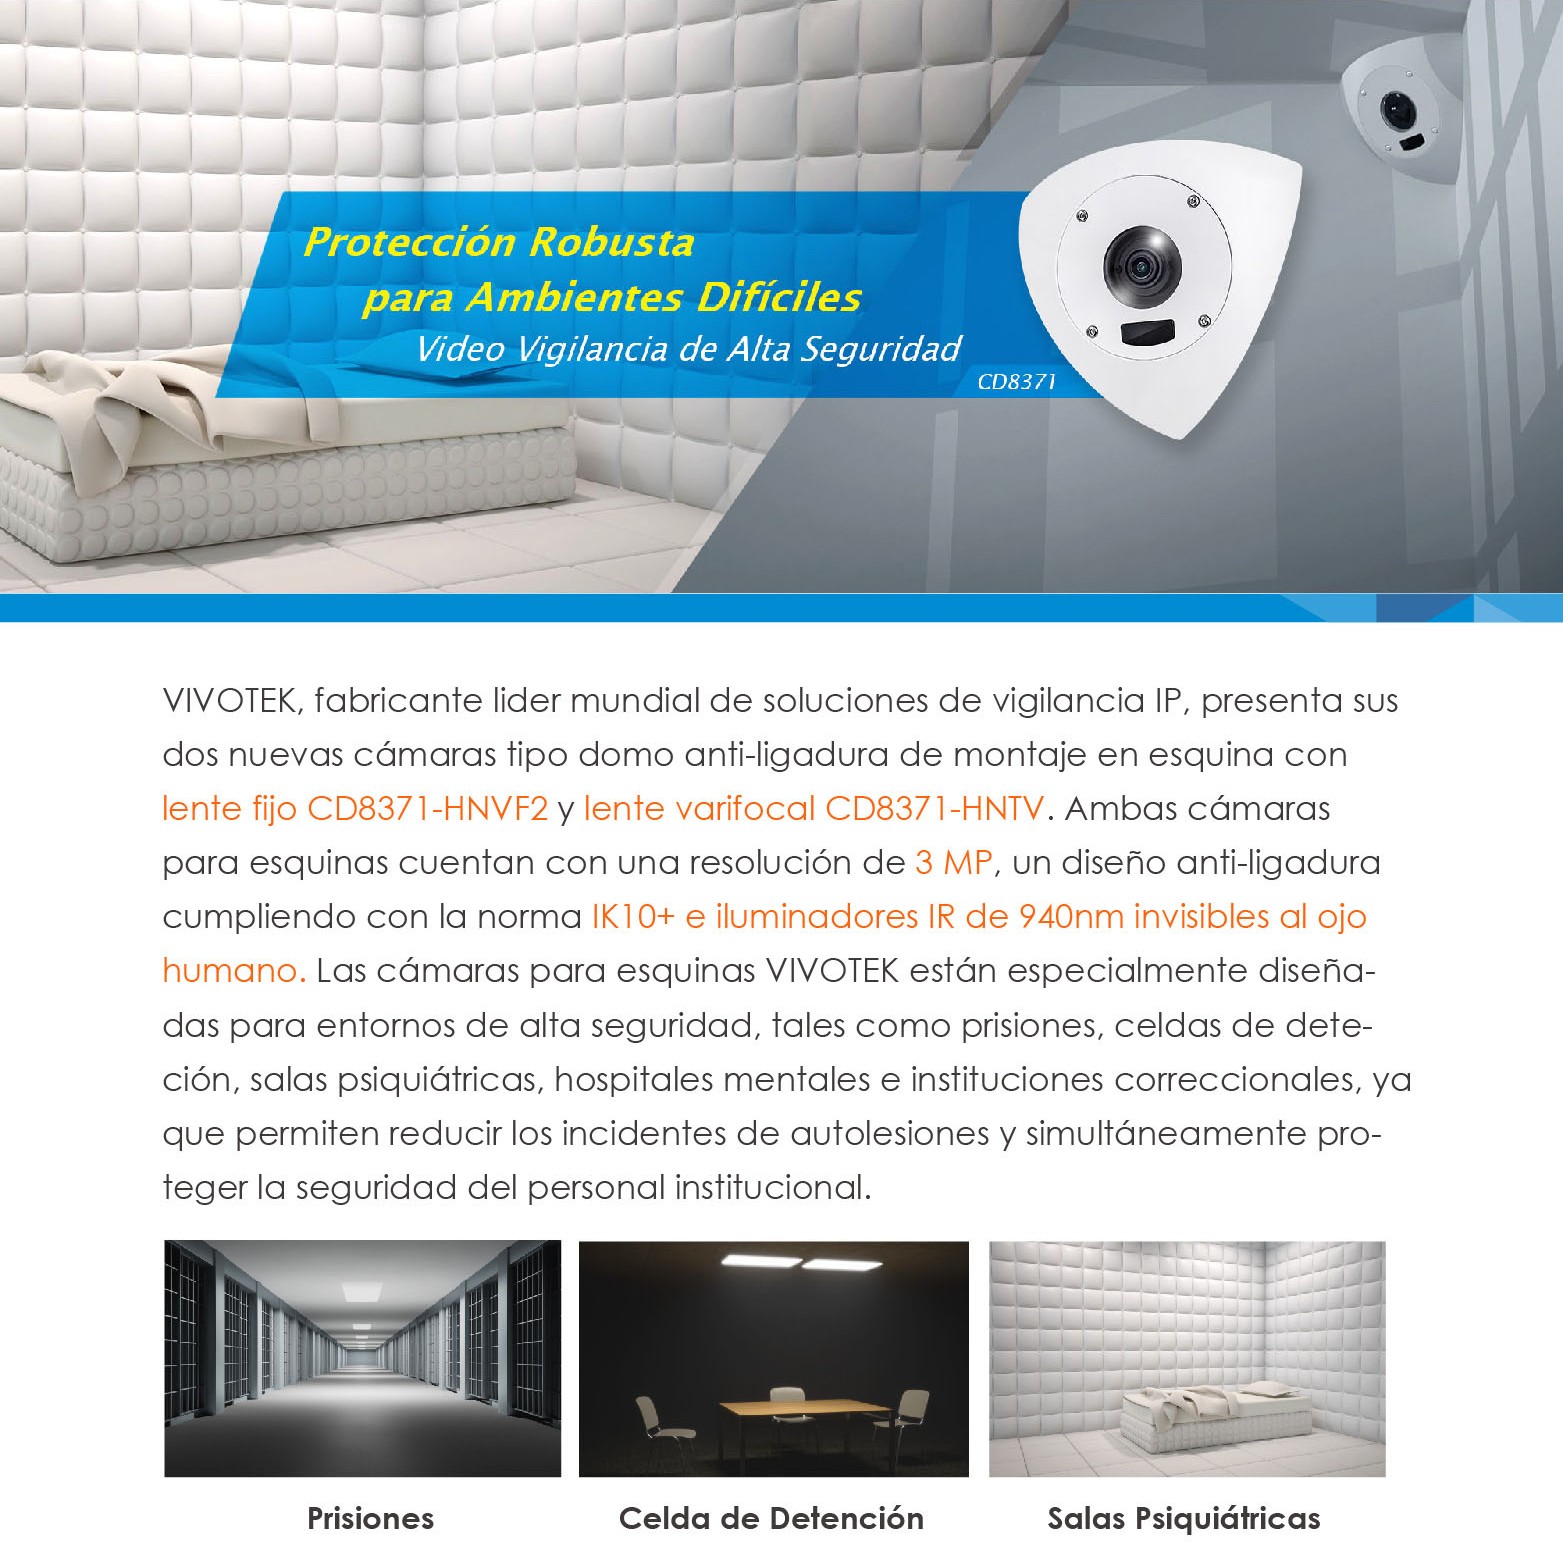 Protección Robusta
para Ambientes Difíciles
Video Vigilancia de Alta Seguridad
CD8371
VIVOTEK, fabricante lider mundial de soluciones de vigilancia IP, presenta sus
dos nuevas cámaras tipo domo anti-ligadura de montaje en esquina con
lente fijo CD8371-HNVF2 y lente varifocal CD8371-HNTV. Ambas cámaras
para esquinas cuentan con una resolución de 3 MP, un diseño anti-ligadura
cumpliendo con la norma IK10+ e iluminadores IR de 940nm invisibles al ojo
humano. Las cámaras para esquinas VIVOTEK están especialmente diseña-
das para entornos de alta seguridad, tales como prisiones, celdas de dete-
ción, salas psiquiátricas, hospitales mentales e instituciones correccionales, ya
que permiten reducir los incidentes de autolesiones y simultáneamente pro-
teger la seguridad del personal institucional.
Prisiones
Celda de Detención
Salas Psiquiátricas